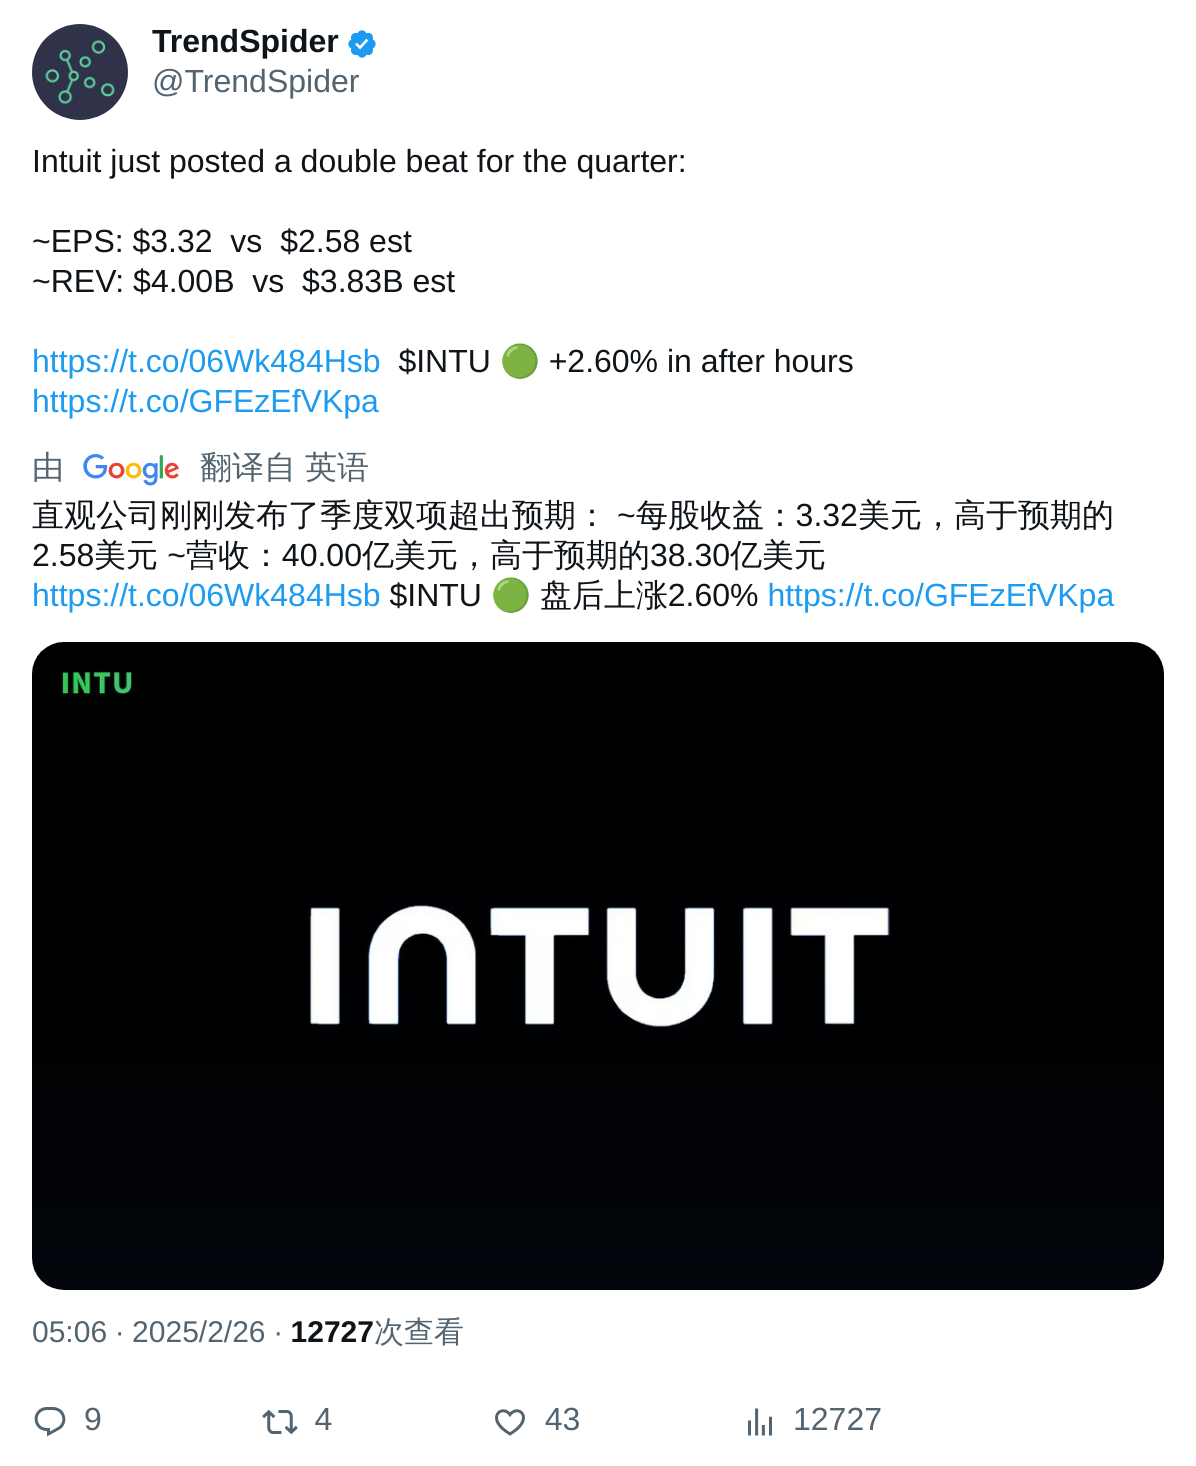 TrendSpider
@TrendSpider
Intuit just posted a double beat for the quarter:
~EPS: $3.32  vs  $2.58 est
~REV: $4.00B  vs  $3.83B est
https://t.co/06Wk484Hsb  $INTU 🟢 +2.60% in after hours
https://t.co/GFEzEfVKpa
由 Google 翻译自 英语
直观公司刚刚发布了季度双项超出预期： ~每股收益：3.32美元，高于预期的
2.58美元 ~营收：40.00亿美元，高于预期的38.30亿美元
https://t.co/06Wk484Hsb $INTU 🟢 盘后上涨2.60% https://t.co/GFEzEfVKpa
INTU
INTUIT
05:06 · 2025/2/26 · 12727次查看
9 4 43 12727